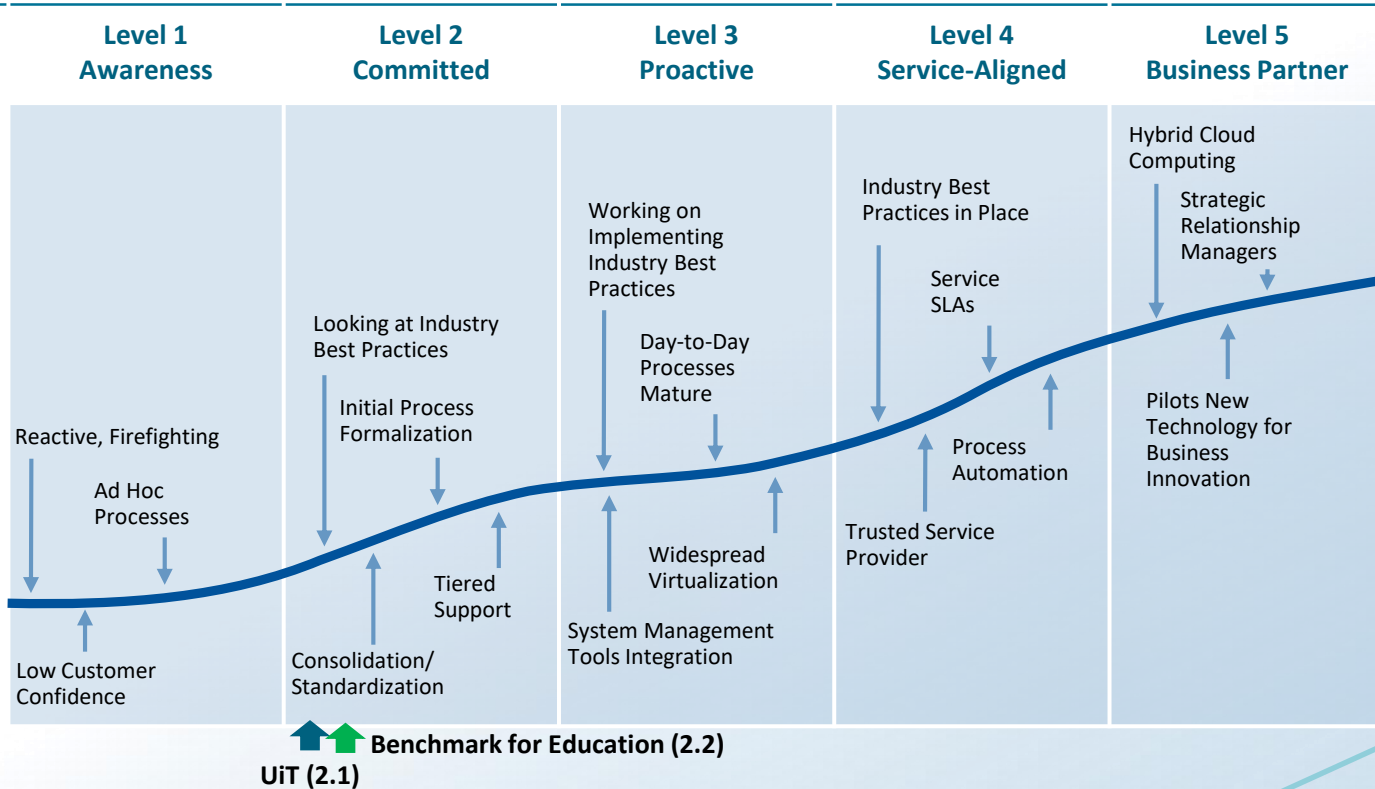 Level 1
Awareness
Level 2
Committed
Level 3
Proactive
Level 4
Service-Aligned
Level 5
Business Partner
Reactive, Firefighting
Ad Hoc
Processes
Low Customer
Confidence
Looking at Industry
Best Practices
Initial Process
Formalization
Tiered
Support
Consolidation/
Standardization
Working on
Implementing
Industry Best
Practices
Day-to-Day
Processes
Mature
Widespread
Virtualization
System Management
Tools Integration
Industry Best
Practices in Place
Service
SLAs
Process
Automation
Trusted Service
Provider
Hybrid Cloud
Computing
Strategic
Relationship
Managers
Pilots New
Technology for
Business
Innovation
Benchmark for Education (2.2)
UiT (2.1)